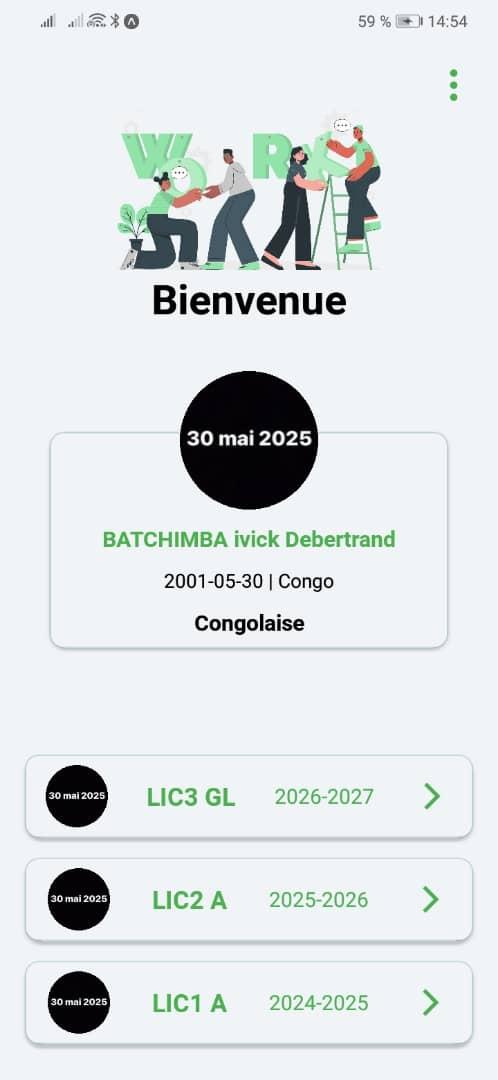 59 % 14:54
WORK
Bienvenue
30 mai 2025
BATCHIMBA ivick Debertrand
2001-05-30 | Congo
Congolaise
30 mai 2025 LIC3 GL 2026-2027
30 mai 2025 LIC2 A 2025-2026
30 mai 2025 LIC1 A 2024-2025